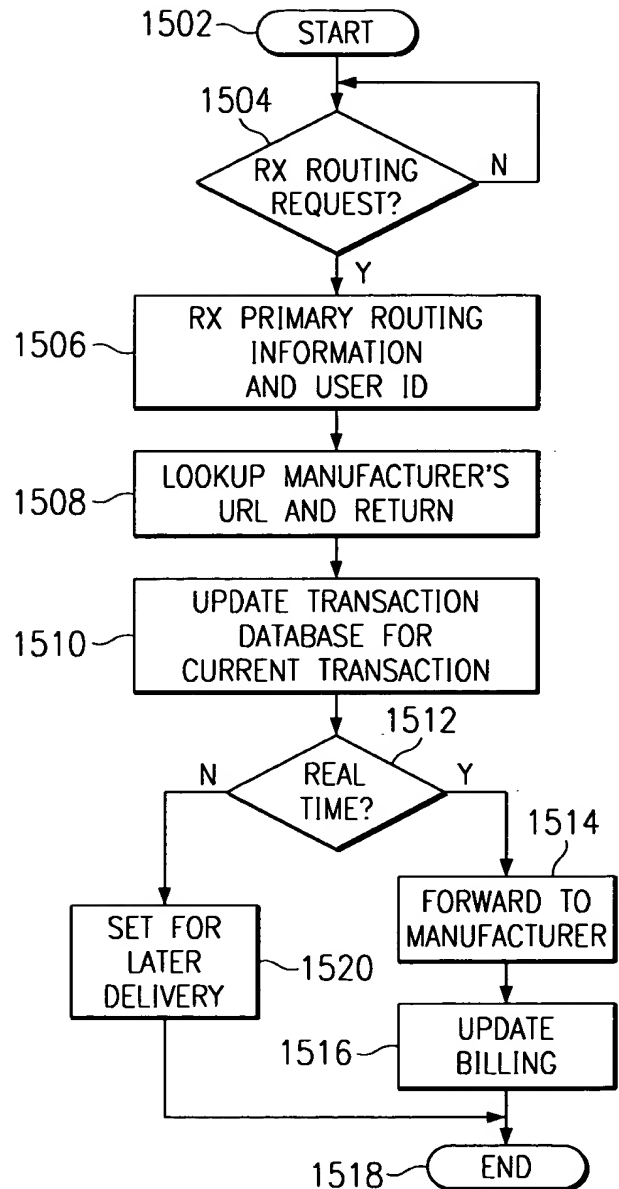 1502
START
1504
RX ROUTING
REQUEST?
N
Y
1506
RX PRIMARY ROUTING
INFORMATION
AND USER ID
1508
LOOKUP MANUFACTURER'S
URL AND RETURN
1510
UPDATE TRANSACTION
DATABASE FOR
CURRENT TRANSACTION
1512
N
REAL
TIME?
Y
1514
FORWARD TO
MANUFACTURER
SET FOR
LATER
DELIVERY
1520
1516
UPDATE
BILLING
1518
END